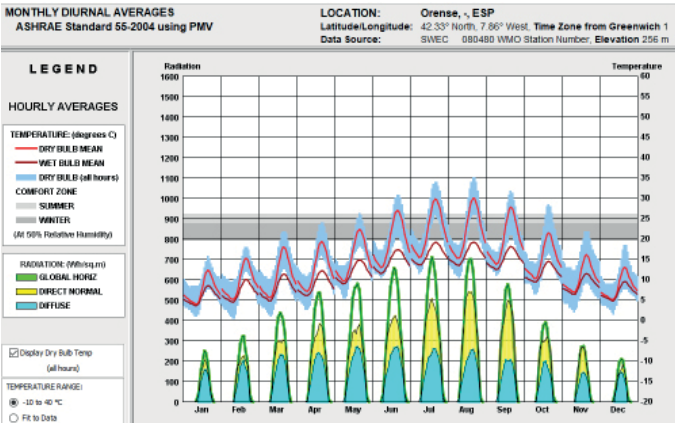 MONTHLY DIURNAL AVERAGES
ASHRAE Standard 55-2004 using PMV
LOCATION: Orense, -, ESP
Latitude/Longitude: 42.33° North, 7.86° West, Time Zone from Greenwich 1
Data Source: SWEC 080480 WMO Station Number, Elevation 256 m
LEGEND
HOURLY AVERAGES
TEMPERATURE: (degrees C)
DRY BULB MEAN
WET BULB MEAN
DRY BULB (all hours)
COMFORT ZONE
SUMMER
WINTER
(At 50% Relative Humidity)
RADIATION: (Wh/sq.m)
GLOBAL HORIZ
DIRECT NORMAL
DIFFUSE
Display Dry Bulb Temp
(all hours)
TEMPERATURE RANGE:
-10 to 40 °C
Fit to Data
Radiation Temperature
1600 60
1500 55
1400 50
1300 45
1200 40
1100 35
1000 30
900 25
800 20
700 15
600 10
500 5
400 0
300 -5
200 -10
100 -15
0 -20
Jan Feb Mar Apr May Jun Jul Aug Sep Oct Nov Dec